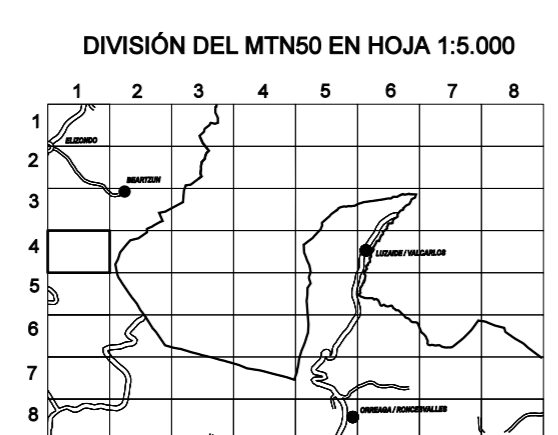 DIVISIÓN DEL MTN50 EN HOJA 1:5.000
1 2 3 4 5 6 7 8
1
ELIZONDO
2
BEARTZUN
3
4
LUZAIDE / VALCARLOS
5
6
7
ORREAGA / RONCESVALLES
8